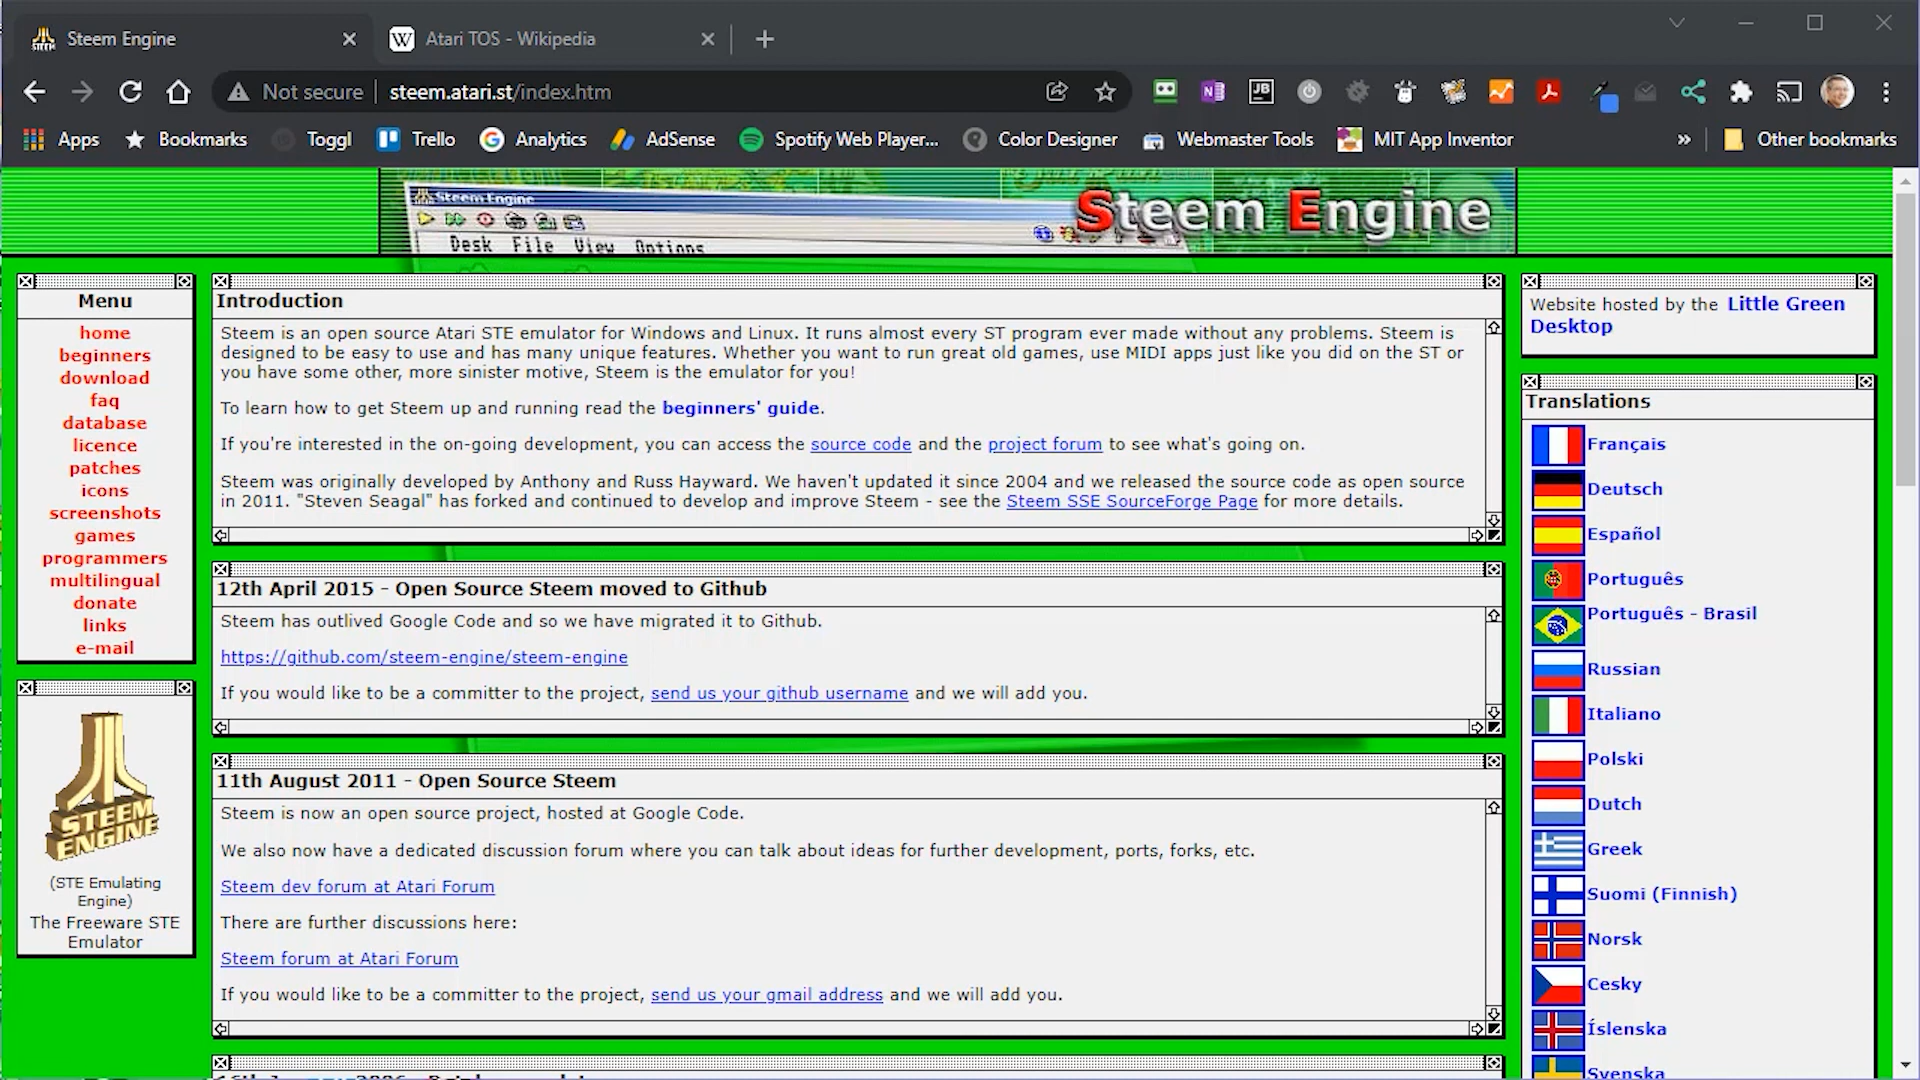 Steem Engine
Atari TOS - Wikipedia
Not secure
steem.atari.st/index.htm
Apps
Bookmarks
Toggl
Trello
Analytics
AdSense
Spotify Web Player...
Color Designer
Webmaster Tools
MIT App Inventor
Other bookmarks
Steem Engine
Desk File View Options
Steem Engine
Menu
home
beginners
download
faq
database
licence
patches
icons
screenshots
games
programmers
multilingual
donate
links
e-mail
STEEM
ENGINE
(STE Emulating
Engine)
The Freeware STE
Emulator
Introduction
Steem is an open source Atari STE emulator for Windows and Linux. It runs almost every ST program ever made without any problems. Steem is
designed to be easy to use and has many unique features. Whether you want to run great old games, use MIDI apps just like you did on the ST or
you have some other, more sinister motive, Steem is the emulator for you!
To learn how to get Steem up and running read the beginners' guide.
If you're interested in the on-going development, you can access the source code and the project forum to see what's going on.
Steem was originally developed by Anthony and Russ Hayward. We haven't updated it since 2004 and we released the source code as open source
in 2011. "Steven Seagal" has forked and continued to develop and improve Steem - see the Steem SSE SourceForge Page for more details.
12th April 2015 - Open Source Steem moved to Github
Steem has outlived Google Code and so we have migrated it to Github.
https://github.com/steem-engine/steem-engine
If you would like to be a committer to the project, send us your github username and we will add you.
11th August 2011 - Open Source Steem
Steem is now an open source project, hosted at Google Code.
We also now have a dedicated discussion forum where you can talk about ideas for further development, ports, forks, etc.
Steem dev forum at Atari Forum
There are further discussions here:
Steem forum at Atari Forum
If you would like to be a committer to the project, send us your gmail address and we will add you.
Website hosted by the Little Green
Desktop
Translations
Français
Deutsch
Español
Português
Português - Brasil
Russian
Italiano
Polski
Dutch
Greek
Suomi (Finnish)
Norsk
Cesky
Íslenska
Svenska